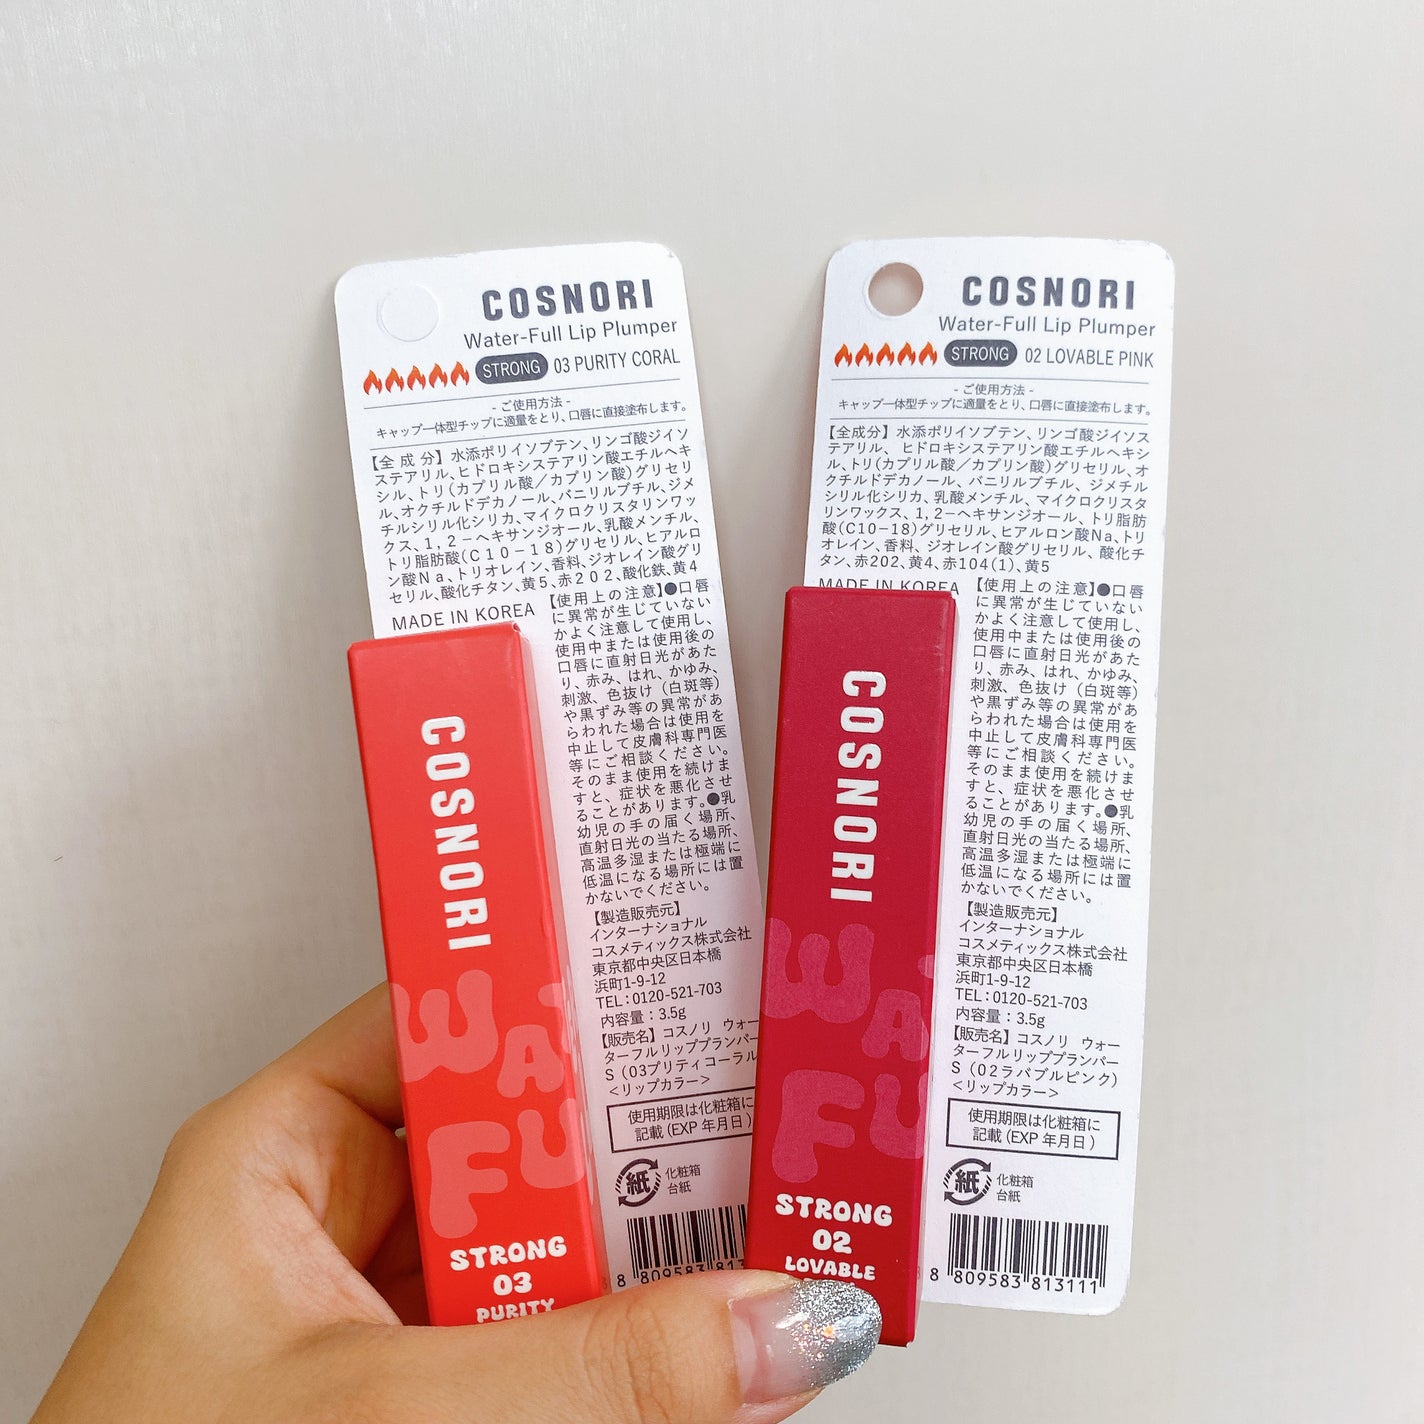 COSNORI
Water-Full Lip Plumper
STRONG 03 PURITY CORAL
- ご使用方法 -
キャップ一体型チップに適量をとり、口唇に直接塗布します。
【全成分】水添ポリイソブテン、リンゴ酸ジイソ
ステアリル、ヒドロキシステアリン酸エチルヘキ
シル、トリ(カプリル酸/カプリン酸)グリセリ
ル、オクチルドデカノール、バニリルブチル、ジメ
チルシリル化シリカ、マイクロクリスタリンワッ
クス、1,2-ヘキサンジオール、乳酸メンチル、
トリ脂肪酸(C10-18)グリセリル、ヒアルロ
ン酸Na、トリオレイン、香料、ジオレイン酸グリ
セリル、酸化チタン、黄5、赤202、酸化鉄、黄4
MADE IN KOREA
【使用上の注意】●口唇
に異常が生じていない
かよく注意して使用し、
使用中または使用後の
口唇に直射日光があた
り、赤み、はれ、かゆみ、
刺激、色抜け(白斑等)
や黒ずみ等の異常があ
らわれた場合は使用を
中止して皮膚科専門医
等にご相談ください。
そのまま使用を続けま
すと、症状を悪化させ
ることがあります。●乳
幼児の手の届く場所、
直射日光の当たる場所、
高温多湿または極端に
低温になる場所には置
かないでください。
【製造販売元】
インターナショナル
コスメティックス株式会社
東京都中央区日本橋
浜町1-9-12
TEL:0120-521-703
内容量:3.5g
【販売名】コスノリ ウォー
ターフルリッププランパー
S(03プリティコーラル
<リップカラー>
使用期限は化粧箱に
記載(EXP 年月日)
紙
化粧箱
台紙
8 809583 813
COSNORI
WA
FU
STRONG
03
PURITY
COSNORI
Water-Full Lip Plumper
STRONG 02 LOVABLE PINK
- ご使用方法 -
キャップ一体型チップに適量をとり、口唇に直接塗布します。
【全成分】水添ポリイソブテン、リンゴ酸ジイソス
テアリル、ヒドロキシステアリン酸エチルヘキシ
ル、トリ(カプリル酸/カプリン酸)グリセリル、オ
クチルドデカノール、バニリルブチル、ジメチル
シリル化シリカ、乳酸メンチル、マイクロクリスタ
リンワックス、1,2-ヘキサンジオール、トリ脂肪
酸(C10-18)グリセリル、ヒアルロン酸Na、トリ
オレイン、香料、ジオレイン酸グリセリル、酸化チ
タン、赤202、黄4、赤104(1)、黄5
MADE IN KOREA
【使用上の注意】●口唇
に異常が生じていない
かよく注意して使用し、
使用中または使用後の
口唇に直射日光があた
り、赤み、はれ、かゆみ、
刺激、色抜け(白斑等)
や黒ずみ等の異常があ
らわれた場合は使用を
中止して皮膚科専門医
等にご相談ください。
そのまま使用を続けま
すと、症状を悪化させ
ることがあります。●乳
幼児の手の届く場所、
直射日光の当たる場所、
高温多湿または極端に
低温になる場所には置
かないでください。
【製造販売元】
インターナショナル
コスメティックス株式会社
東京都中央区日本橋
浜町1-9-12
TEL:0120-521-703
内容量:3.5g
【販売名】コスノリ ウォー
ターフルリッププランパー
S(02ラバブルピンク)
<リップカラー>
使用期限は化粧箱に
記載(EXP 年月日)
紙
化粧箱
台紙
8 809583 813111
COSNORI
WA
FU
STRONG
02
LOVABLE